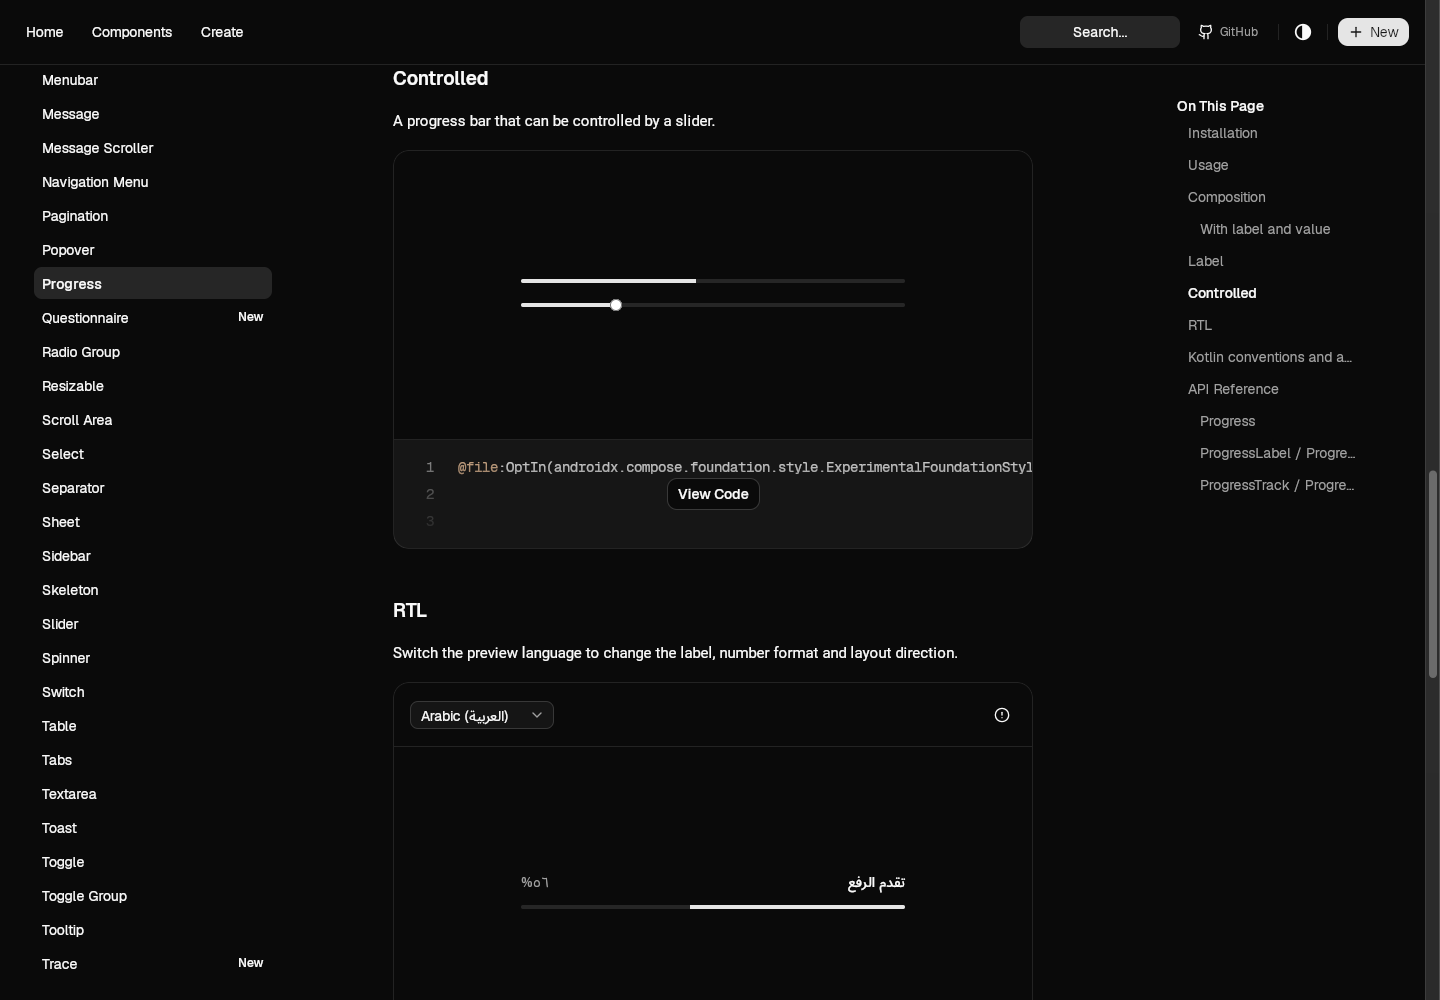 Home
Components
Create
Search...
GitHub
New
Menubar
Message
Message Scroller
Navigation Menu
Pagination
Popover
Progress
Questionnaire New
Radio Group
Resizable
Scroll Area
Select
Separator
Sheet
Sidebar
Skeleton
Slider
Spinner
Switch
Table
Tabs
Textarea
Toast
Toggle
Toggle Group
Tooltip
Trace New
Controlled
A progress bar that can be controlled by a slider.
1 @file:OptIn(androidx.compose.foundation.style.ExperimentalFoundationStyl
2
View Code
3
RTL
Switch the preview language to change the label, number format and layout direction.
Arabic (العربية)
تقدم الرفع
٥٦%
On This Page
Installation
Usage
Composition
With label and value
Label
Controlled
RTL
Kotlin conventions and a...
API Reference
Progress
ProgressLabel / Progre...
ProgressTrack / Progre...